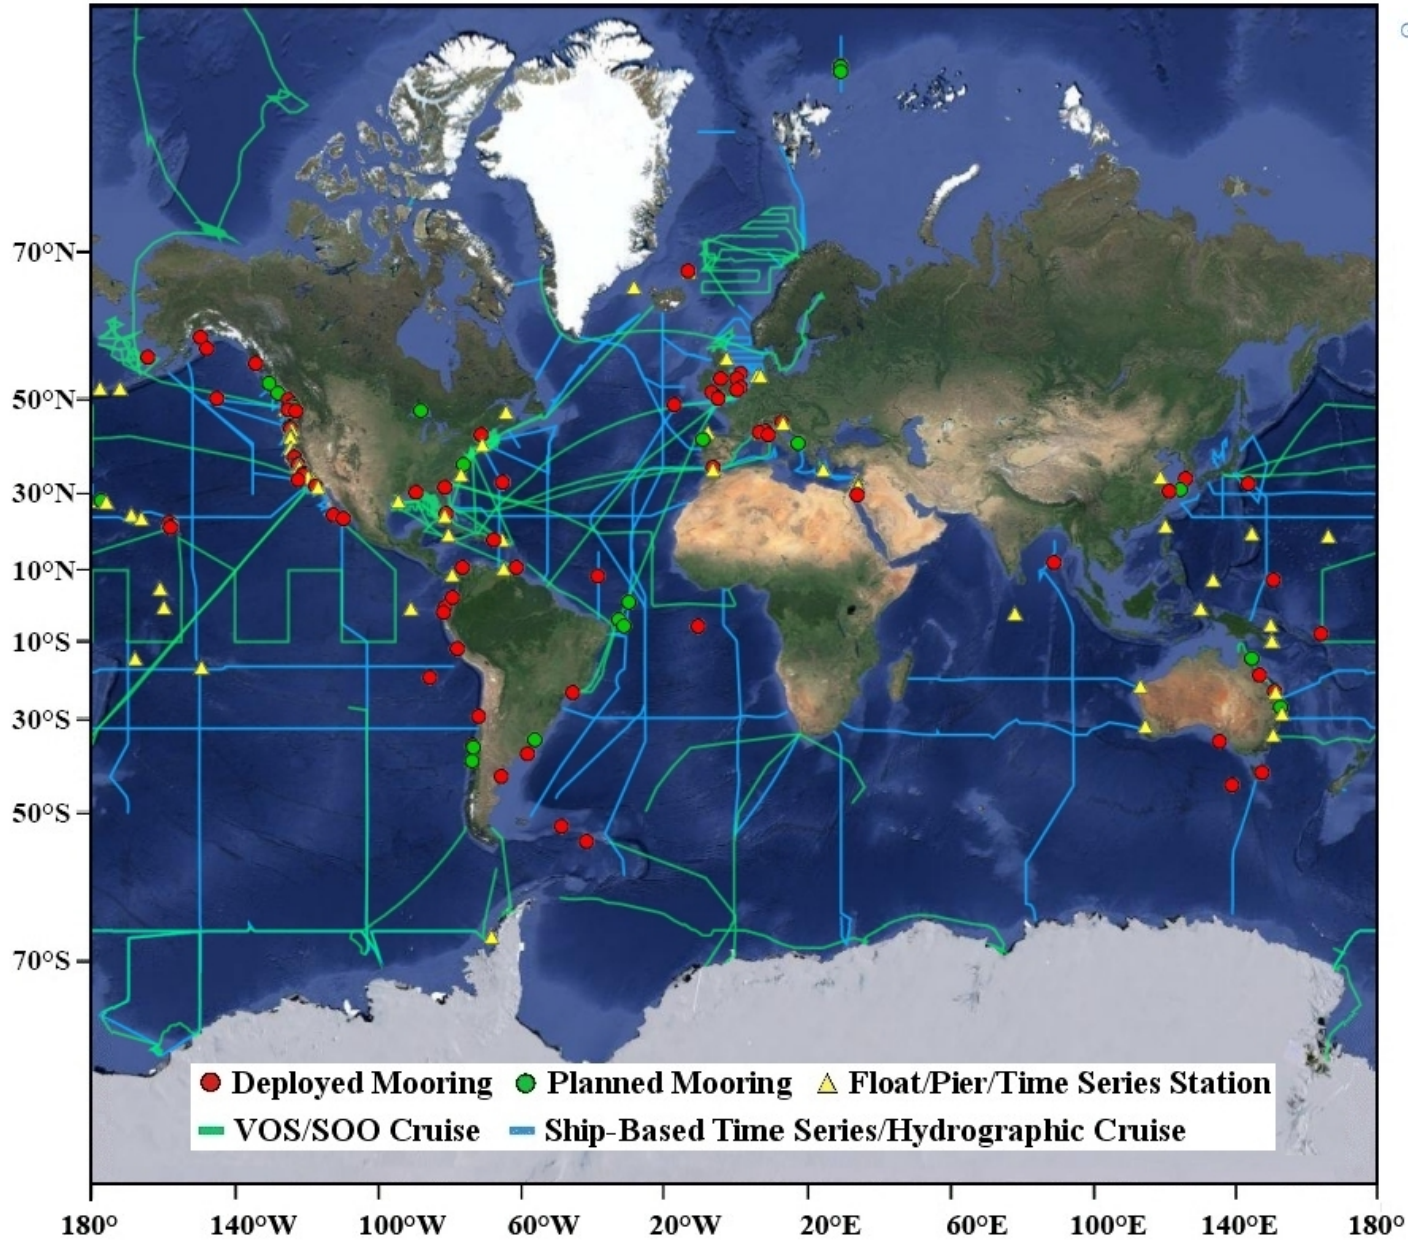 70°N
50°N
30°N
10°N
10°S
30°S
50°S
70°S
Deployed Mooring Planned Mooring Float/Pier/Time Series Station
VOS/SOO Cruise Ship-Based Time Series/Hydrographic Cruise
180° 140°W 100°W 60°W 20°W 20°E 60°E 100°E 140°E 180°